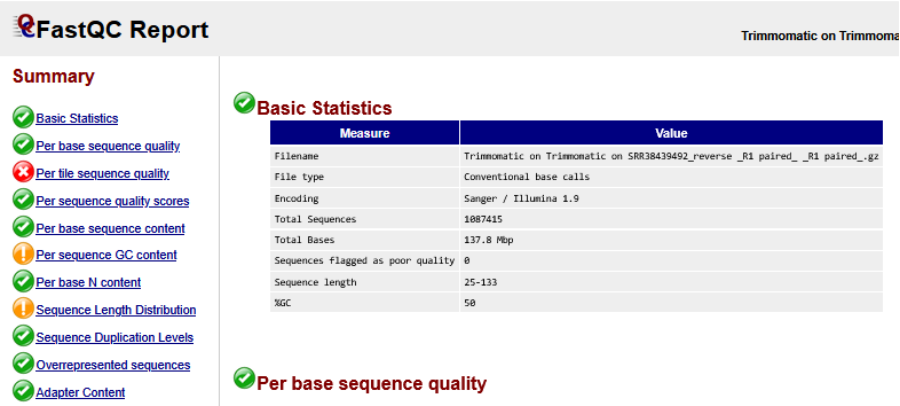 FastQC Report
Trimmomatic on Trimmoma
Summary
Basic Statistics
Per base sequence quality
Per tile sequence quality
Per sequence quality scores
Per base sequence content
Per sequence GC content
Per base N content
Sequence Length Distribution
Sequence Duplication Levels
Overrepresented sequences
Adapter Content
Basic Statistics
Measure Value
Filename Trimmomatic on Trimmomatic on SRR38439492_reverse _R1 paired_ _R1 paired_.gz
File type Conventional base calls
Encoding Sanger / Illumina 1.9
Total Sequences 1087415
Total Bases 137.8 Mbp
Sequences flagged as poor quality 0
Sequence length 25-133
%GC 50
Per base sequence quality